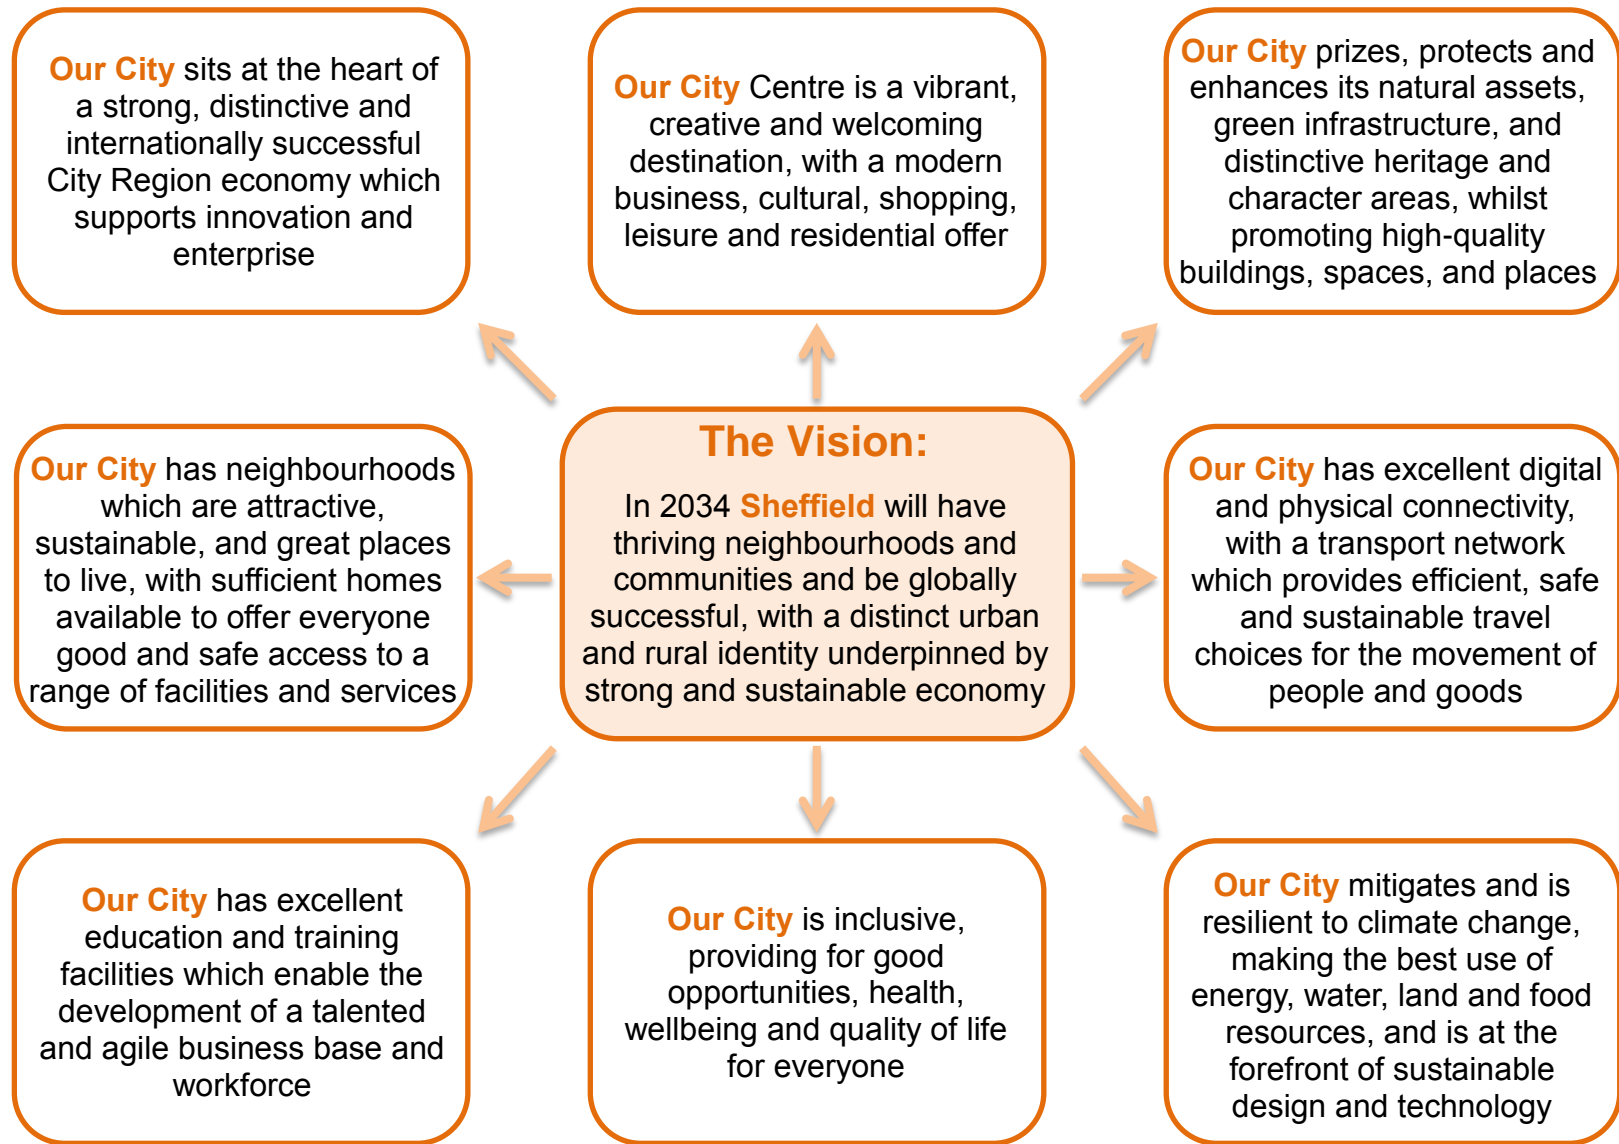 Our City sits at the heart of
a strong, distinctive and
internationally successful
City Region economy which
supports innovation and
enterprise
Our City Centre is a vibrant,
creative and welcoming
destination, with a modern
business, cultural, shopping,
leisure and residential offer
Our City prizes, protects and
enhances its natural assets,
green infrastructure, and
distinctive heritage and
character areas, whilst
promoting high-quality
buildings, spaces, and places
Our City has neighbourhoods
which are attractive,
sustainable, and great places
to live, with sufficient homes
available to offer everyone
good and safe access to a
range of facilities and services
The Vision:
In 2034 Sheffield will have
thriving neighbourhoods and
communities and be globally
successful, with a distinct urban
and rural identity underpinned by
strong and sustainable economy
Our City has excellent digital
and physical connectivity,
with a transport network
which provides efficient, safe
and sustainable travel
choices for the movement of
people and goods
Our City has excellent
education and training
facilities which enable the
development of a talented
and agile business base and
workforce
Our City is inclusive,
providing for good
opportunities, health,
wellbeing and quality of life
for everyone
Our City mitigates and is
resilient to climate change,
making the best use of
energy, water, land and food
resources, and is at the
forefront of sustainable
design and technology